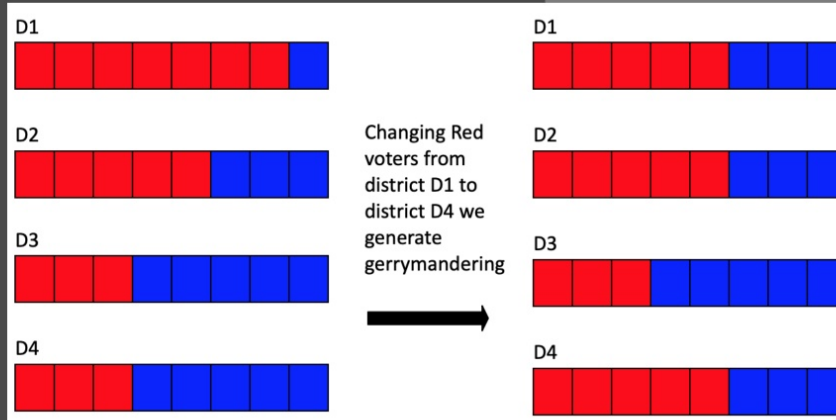 D1
D1
D2
D2
Changing Red
voters from
district D1 to
district D4 we
generate
gerrymandering
D3
D3
D4
D4